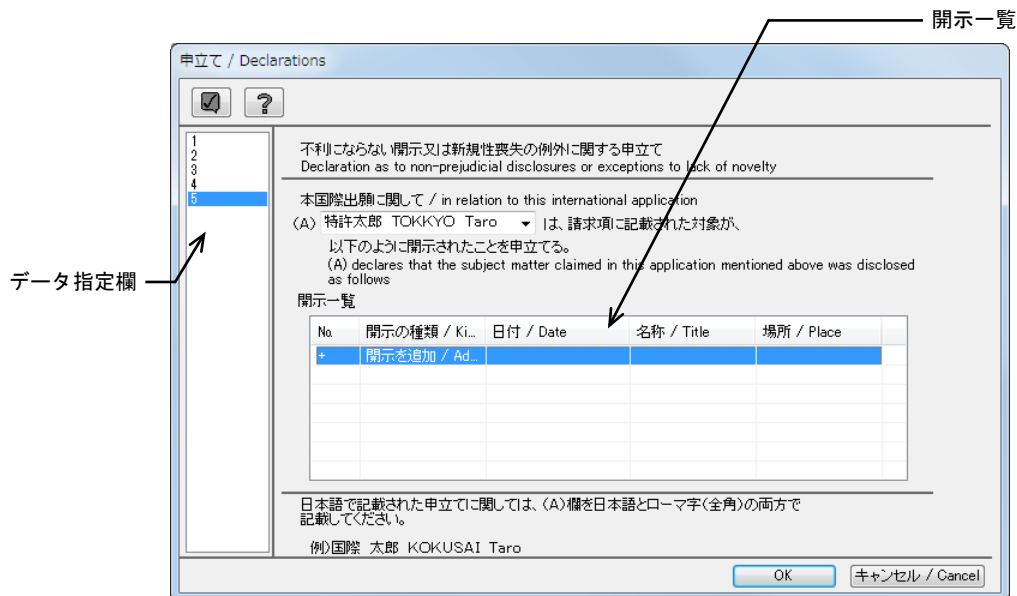 開示一覧
申立て / Declarations
1
2
3
4
5
不利にならない開示又は新規性喪失の例外に関する申立て
Declaration as to non-prejudicial disclosures or exceptions to lack of novelty
本国際出願に関して / in relation to this international application
(A) 特許太郎 TOKKYO Taro は、請求項に記載された対象が、
以下のように開示されたことを申立てる。
(A) declares that the subject matter claimed in this application mentioned above was disclosed
as follows
データ指定欄
開示一覧
No. 開示の種類 / Ki... 日付 / Date 名称 / Title 場所 / Place
+ 開示を追加 / Ad...
日本語で記載された申立てに関しては、(A)欄を日本語とローマ字(全角)の両方で
記載してください。
例)国際 太郎 KOKUSAI Taro
OK キャンセル / Cancel